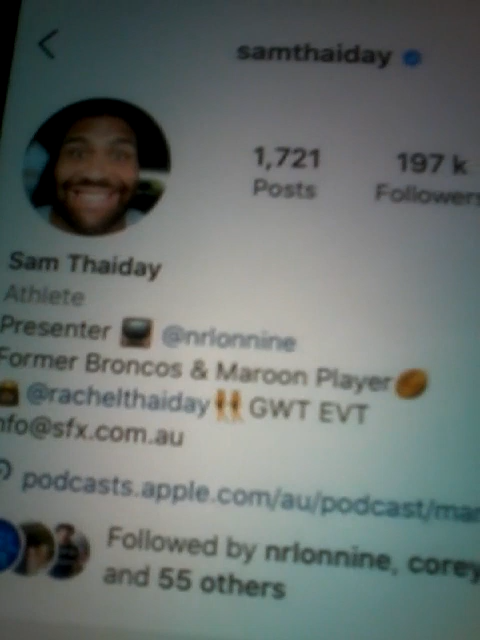 samthaiday
1,721
197 k
Posts
Followers
Sam Thaiday
Athlete
Presenter @nrlonnine
Former Broncos & Maroon Player
@rachelthaiday GWT EVT
nfo@sfx.com.au
podcasts.apple.com/au/podcast/mar
Followed by nrlonnine, corey
and 55 others